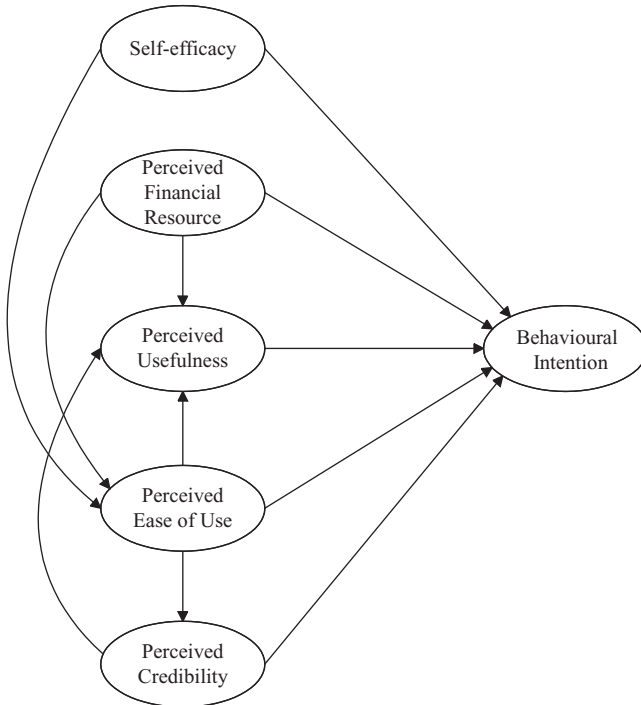 Self-efficacy
Perceived
Financial
Resource
Perceived
Usefulness
Behavioural
Intention
Perceived
Ease of Use
Perceived
Credibility